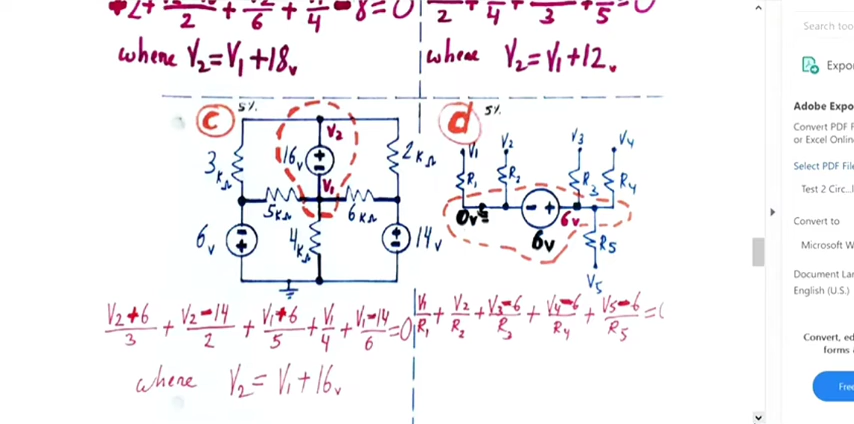 where V₂=V₁+18v
where V₂=V₁+12v
C 5%
V₂
16v
3kΩ
2kΩ
V₁
5kΩ 6kΩ
6v
4kΩ
14v
d 5%
V₁ V₂ V₃ V₄
R₁ R₂ R₃ R₄
0v
6v
6v
R₅
V₅
V₂+6/3 + V₂-14/2 + V₁+6/5 + V₁/4 + V₁-14/6 =0
where V₂= V₁+16v
V₁/R₁ + V₂/R₂ + V₃-6/R₃ + V₄-6/R₄ + V₅-6/R₅ =0
Search too
Expor
Adobe Expo
Convert PDF F
or Excel Onlin
Select PDF File
Test 2 Circ...l
Convert to
Microsoft W
Document Lan
English (U.S.)
Convert, ed
forms
Free